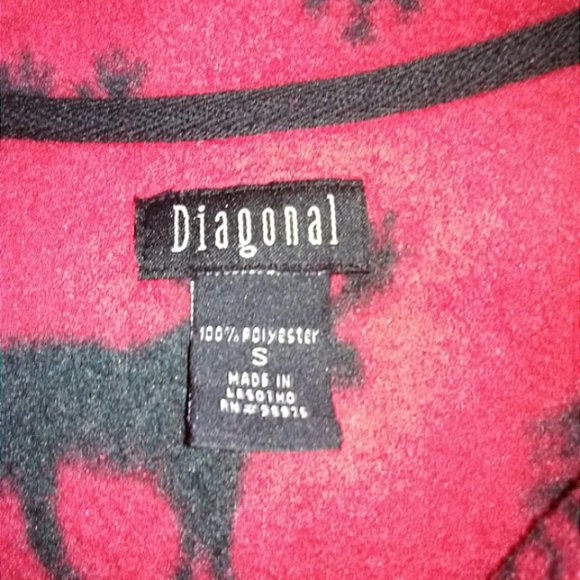 Diagonal
100% POLYESTER
S
MADE IN
LESOTHO
RN#